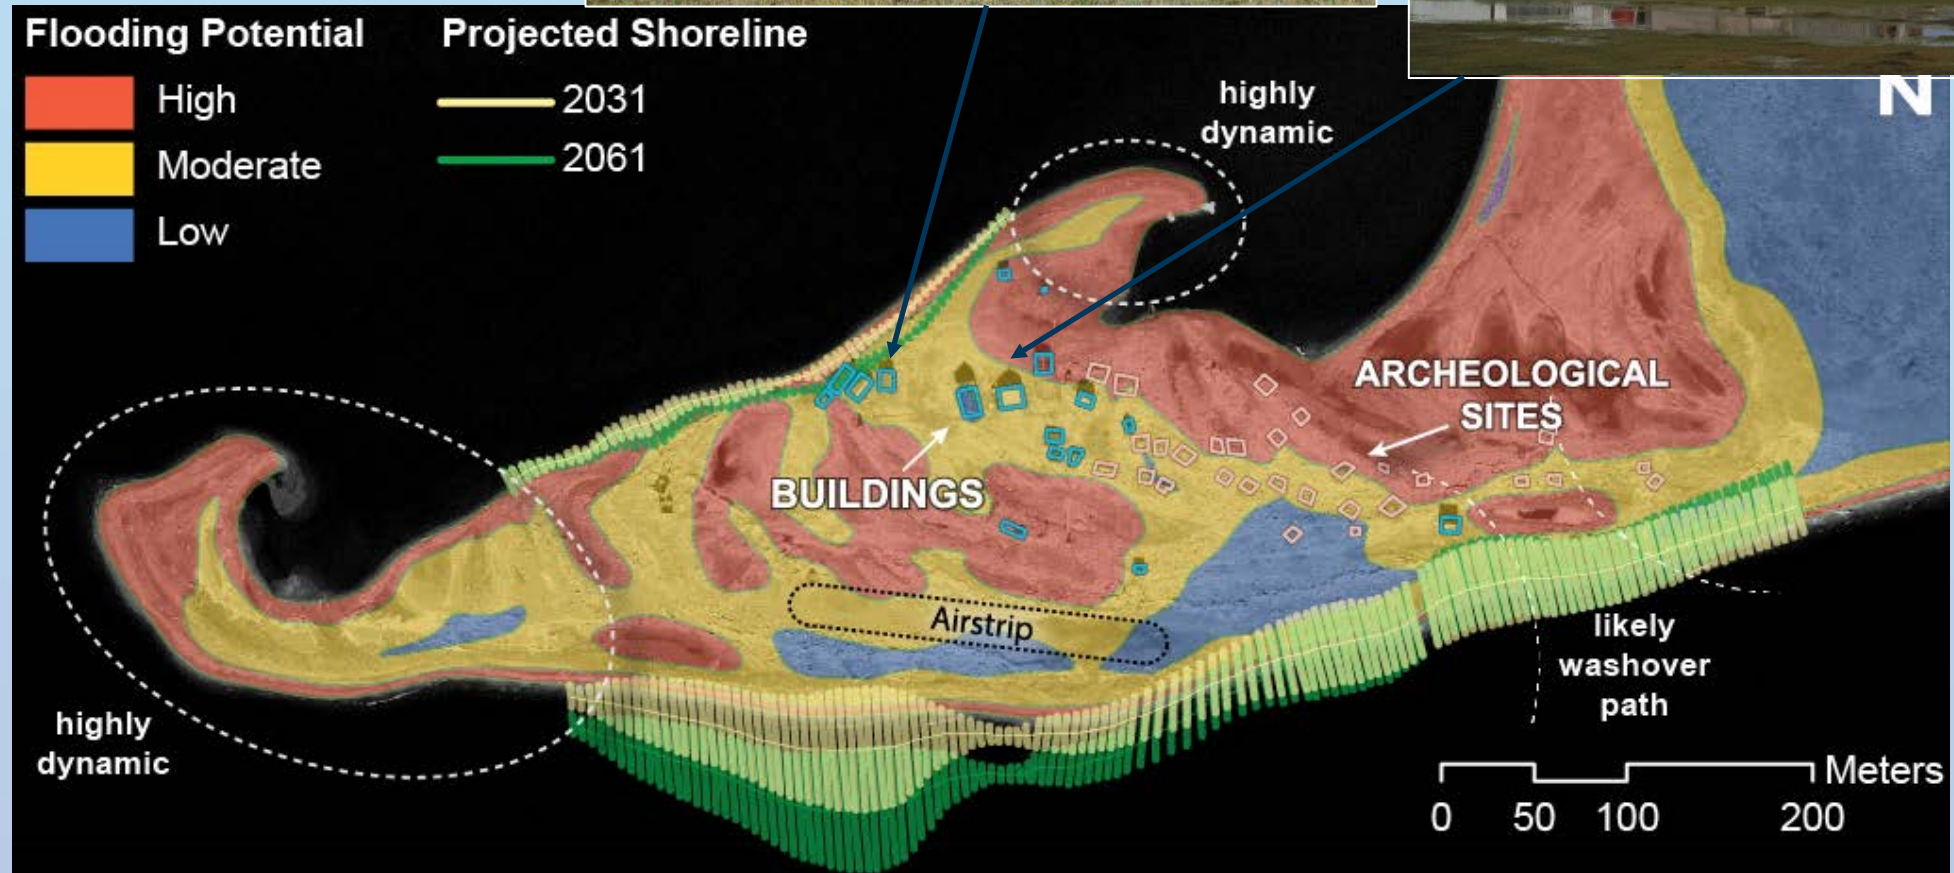 Flooding Potential
High
Moderate
Low
Projected Shoreline
2031
2061
highly
dynamic
N
ARCHEOLOGICAL
SITES
BUILDINGS
Airstrip
likely
washover
path
highly
dynamic
Meters
0 50 100 200